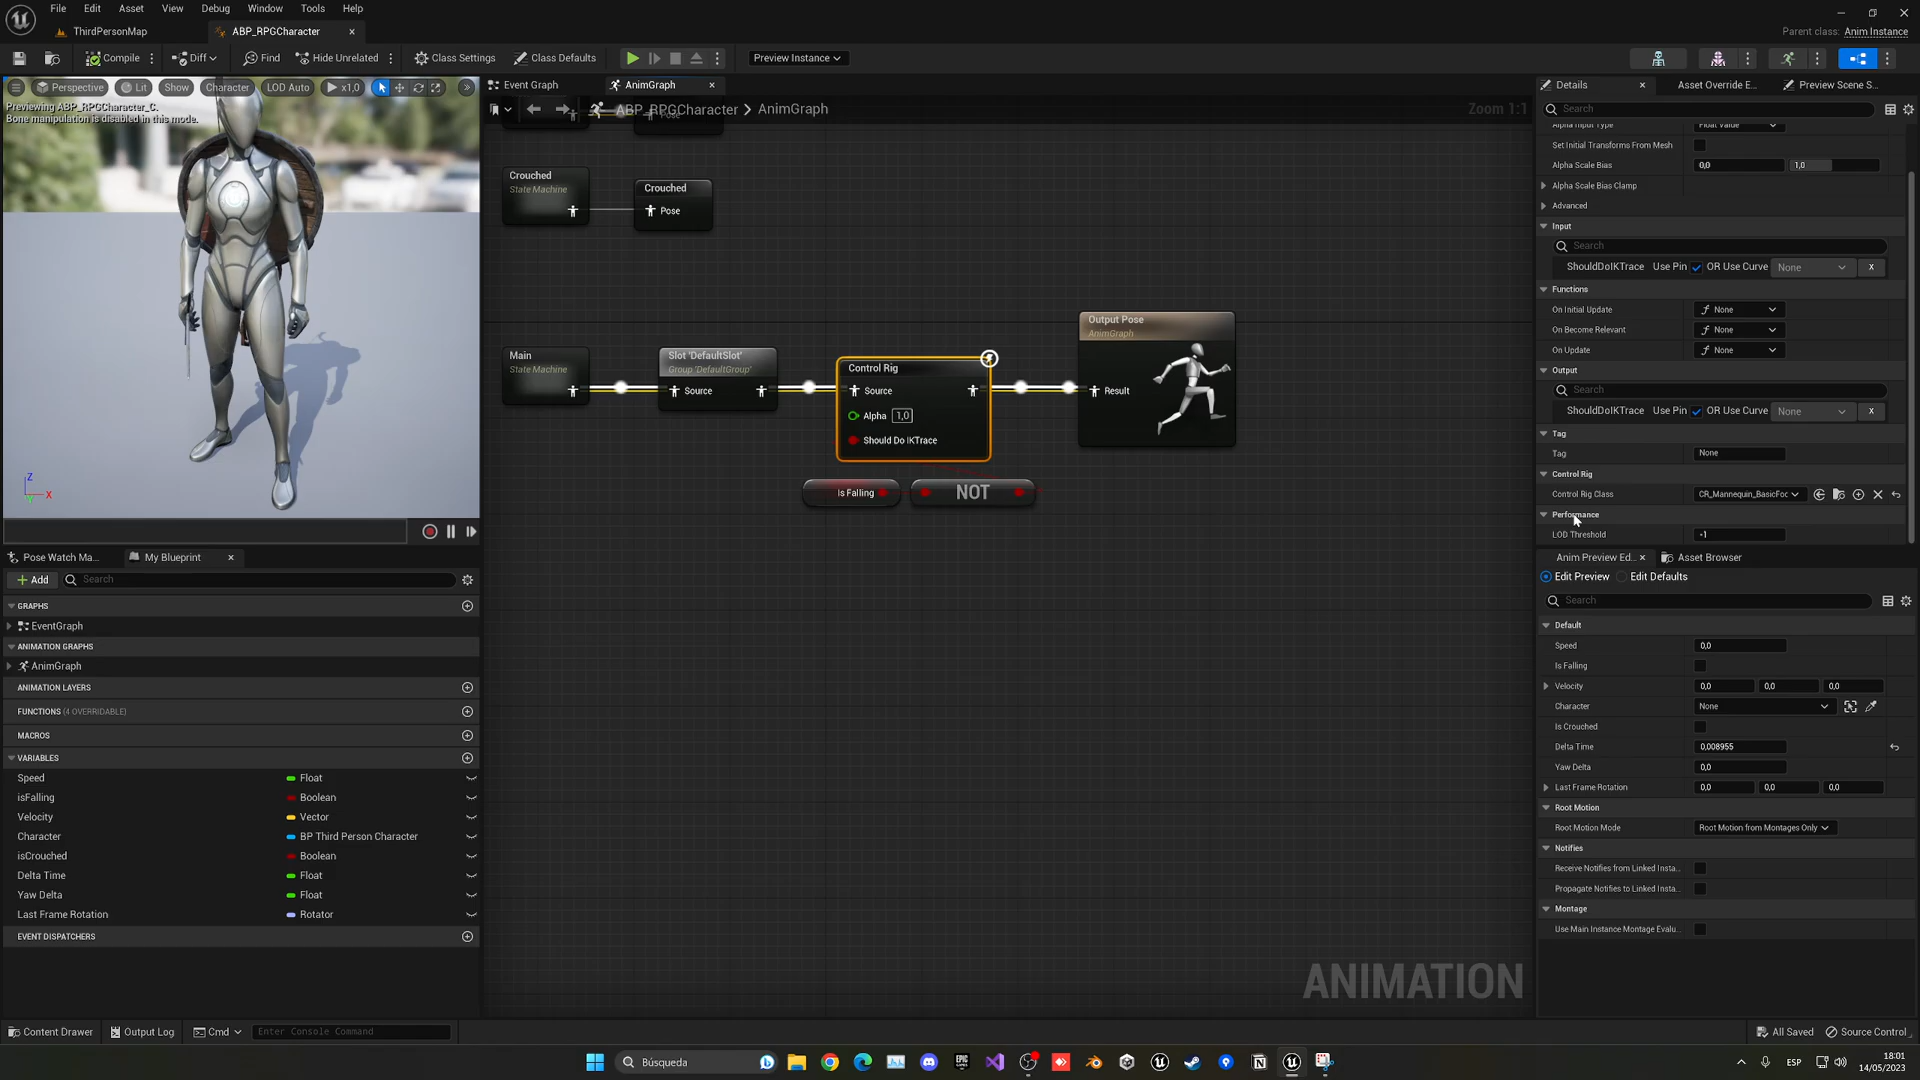 File Edit Asset View Debug Window Tools Help
ThirdPersonMap
ABP_RPGCharacter
Parent class: Anim Instance
Compile Diff Find Hide Unrelated Class Settings Class Defaults Preview Instance
Perspective Lit Show Character LOD Auto x1,0
Previewing ABP_RPGCharacter_C.
Bone manipulation is disabled in this mode.
Z
X
Pose Watch Ma... My Blueprint
Add Search
GRAPHS
EventGraph
ANIMATION GRAPHS
AnimGraph
ANIMATION LAYERS
FUNCTIONS (4 OVERRIDABLE)
MACROS
VARIABLES
Speed Float
isFalling Boolean
Velocity Vector
Character BP Third Person Character
isCrouched Boolean
Delta Time Float
Yaw Delta Float
Last Frame Rotation Rotator
EVENT DISPATCHERS
Event Graph AnimGraph
ABP_RPGCharacter > AnimGraph
Zoom 1:1
Pose
Crouched
State Machine
Crouched
Pose
Main
State Machine
Slot 'DefaultSlot'
Group 'DefaultGroup'
Source
Control Rig
Source
Alpha 1,0
Should Do IKTrace
Is Falling
NOT
Output Pose
AnimGraph
Result
ANIMATION
Details Asset Override E... Preview Scene S...
Search
Alpha Input Type Float Value
Set Initial Transforms From Mesh
Alpha Scale Bias 0,0 1,0
Alpha Scale Bias Clamp
Advanced
Input
Search
ShouldDoIKTrace Use Pin OR Use Curve None X
Functions
On Initial Update None
On Become Relevant None
On Update None
Output
Search
ShouldDoIKTrace Use Pin OR Use Curve None X
Tag
Tag None
Control Rig
Control Rig Class CR_Mannequin_BasicFoc
Performance
LOD Threshold -1
Anim Preview Ed... Asset Browser
Edit Preview Edit Defaults
Search
Default
Speed 0,0
Is Falling
Velocity 0,0 0,0 0,0
Character None
Is Crouched
Delta Time 0,008955
Yaw Delta 0,0
Last Frame Rotation 0,0 0,0 0,0
Root Motion
Root Motion Mode Root Motion from Montages Only
Notifies
Receive Notifies from Linked Insta...
Propagate Notifies to Linked Insta...
Montage
Use Main Instance Montage Evalu...
Content Drawer Output Log Cmd Enter Console Command
All Saved Source Control
Búsqueda
ESP
18:01
14/05/2023